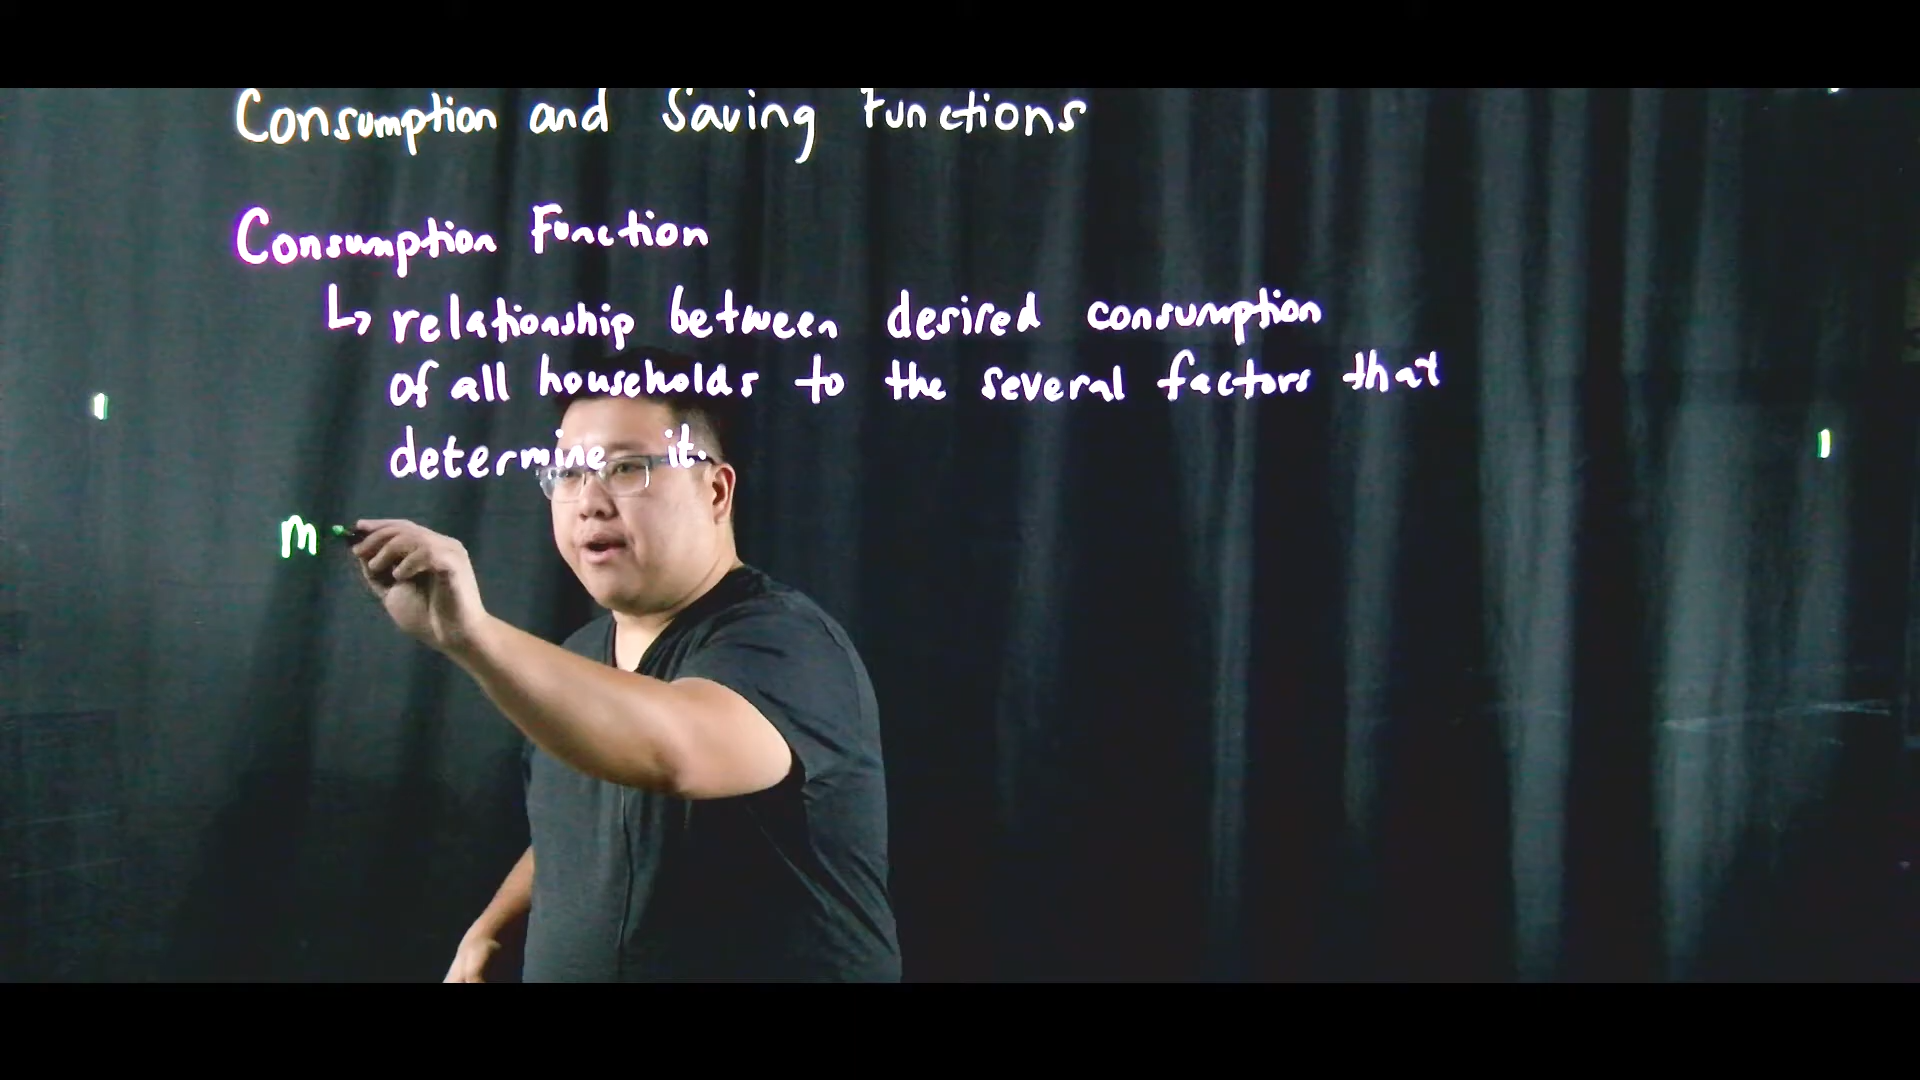 Consumption and Saving Functions
Consumption Function
↳ relationship between desired consumption
of all households to the several factors that
determine it.
M